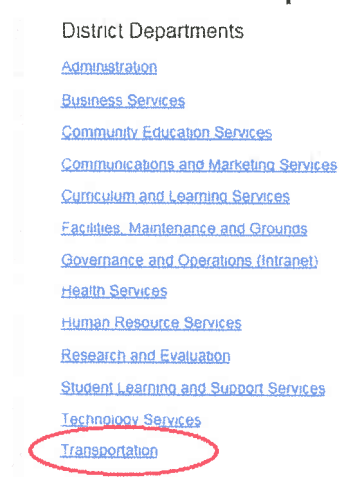 District Departments
Administration
Business Services
Community Education Services
Communications and Marketing Services
Curriculum and Learning Services
Facilities, Maintenance and Grounds
Governance and Operations (Intranet)
Health Services
Human Resource Services
Research and Evaluation
Student Learning and Support Services
Technology Services
Transportation